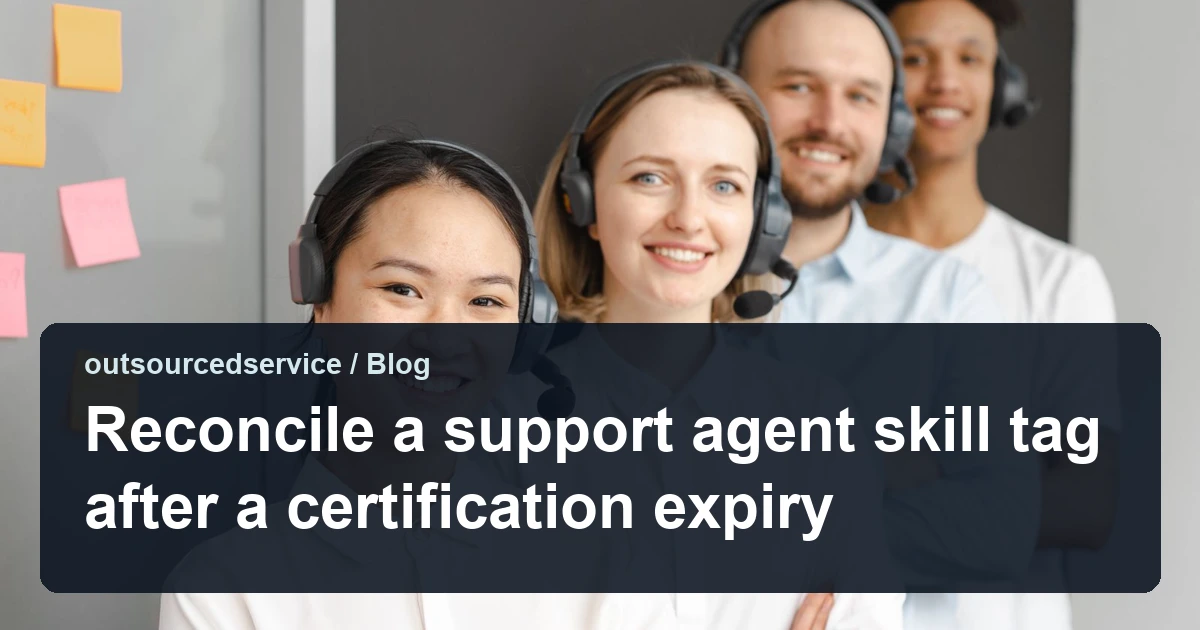 outsourcedservice / Blog
Reconcile a support agent skill tag
after a certification expiry